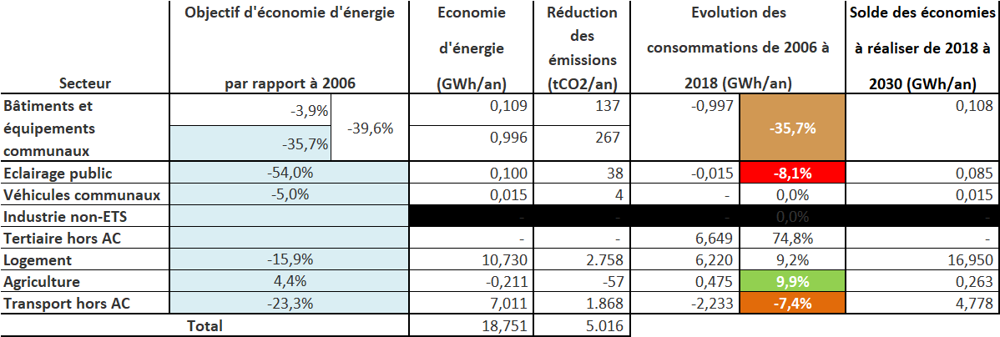 Secteur Objectif d'économie d'énergie par rapport à 2006 Economie d'énergie (GWh/an) Réduction des émissions (tCO2/an) Evolution des consommations de 2006 à 2018 (GWh/an) Solde des économies à réaliser de 2018 à 2030 (GWh/an)
Bâtiments et équipements communaux -3,9% -39,6% 0,109 137 -0,997 -35,7% 0,108
-35,7% 0,996 267
Eclairage public -54,0% 0,100 38 -0,015 -8,1% 0,085
Véhicules communaux -5,0% 0,015 4 - 0,0% 0,015
Industrie non-ETS - - - 0,0% -
Tertiaire hors AC - - 6,649 74,8% -
Logement -15,9% 10,730 2.758 6,220 9,2% 16,950
Agriculture 4,4% -0,211 -57 0,475 9,9% 0,263
Transport hors AC -23,3% 7,011 1.868 -2,233 -7,4% 4,778
Total 18,751 5.016